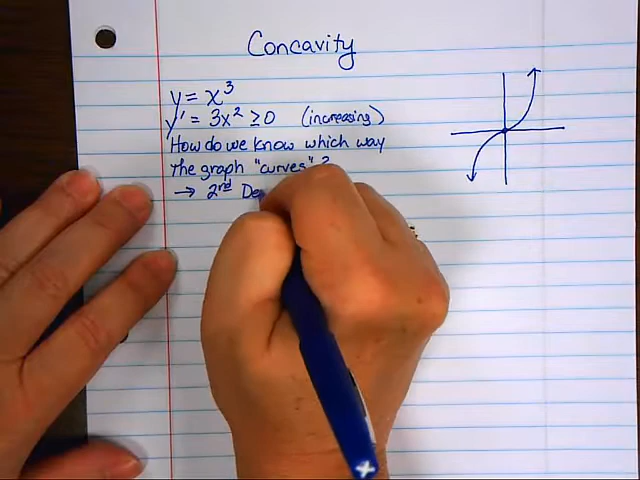 Concavity
y = x³
y' = 3x² ≥ 0 (increasing)
How do we know which way
the graph "curves" ?
→ 2nd De